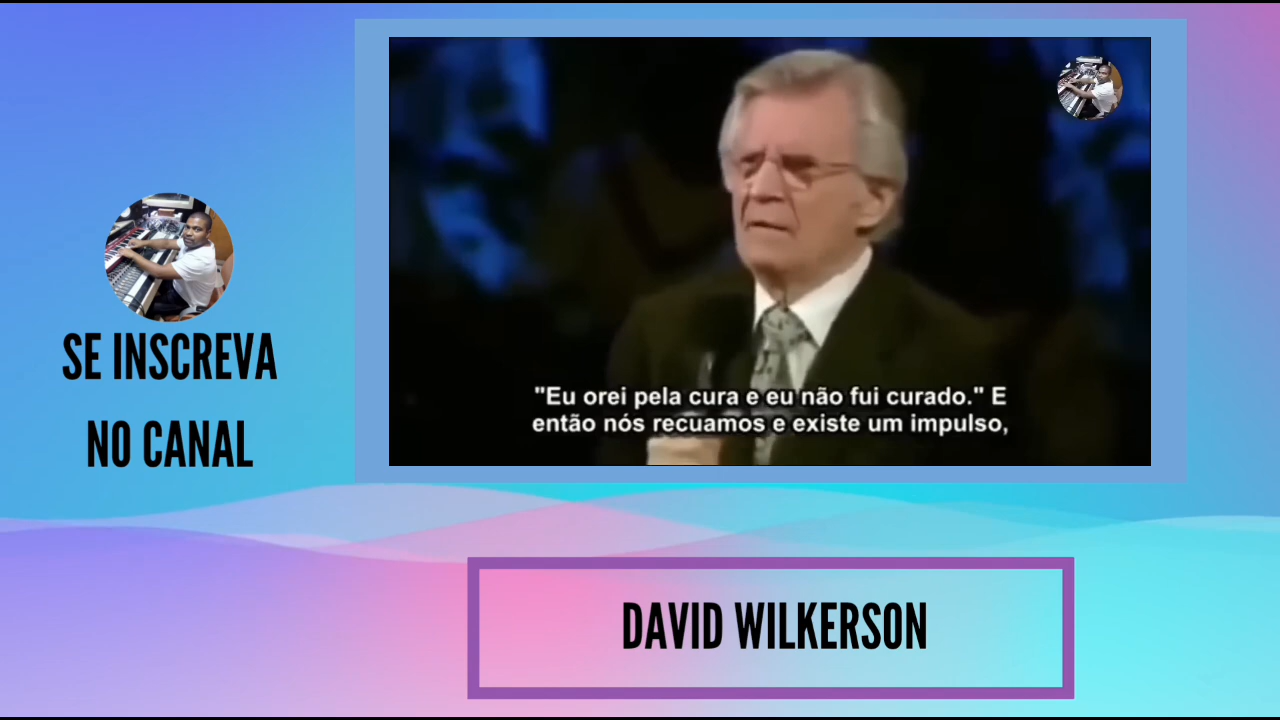 SE INSCREVA
NO CANAL
"Eu orei pela cura e eu não fui curado." E
então nós recuamos e existe um impulso,
DAVID WILKERSON